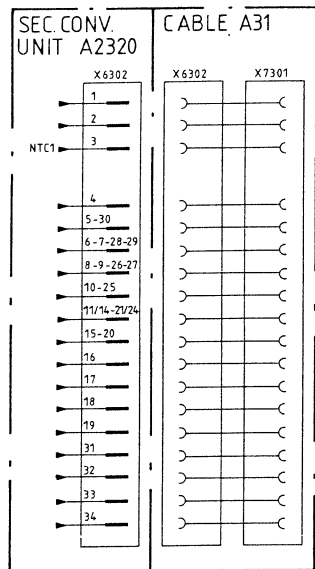 SEC. CONV. UNIT A2320
CABLE A31
X6302
X6302
X7301
1
2
NTC1 3
4
5-30
6-7-28-29
8-9-26-27
10-25
11/14-21/24
15-20
16
17
18
19
31
32
33
34